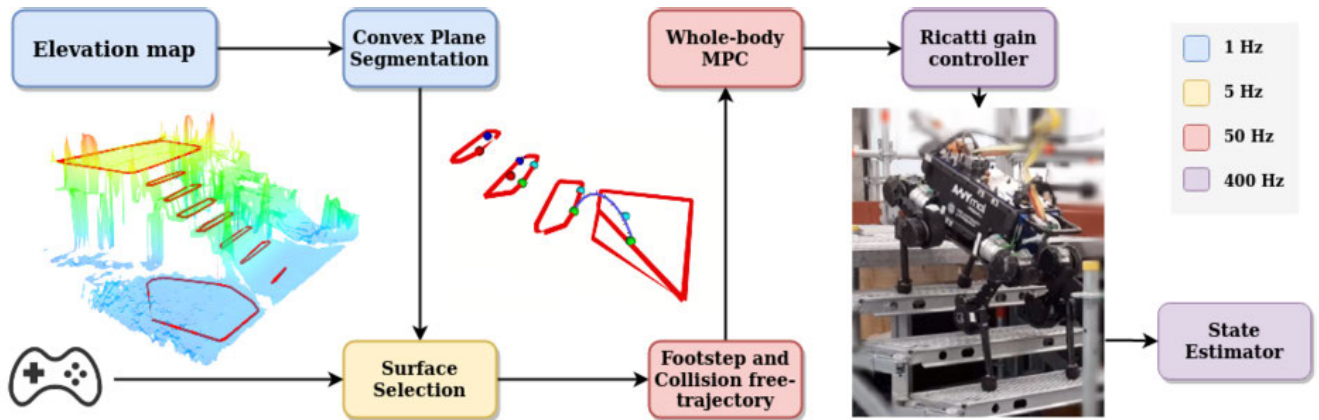 Elevation map
Convex Plane
Segmentation
Whole-body
MPC
Ricatti gain
controller
1 Hz
5 Hz
50 Hz
400 Hz
Surface
Selection
Footstep and
Collision free-
trajectory
State
Estimator